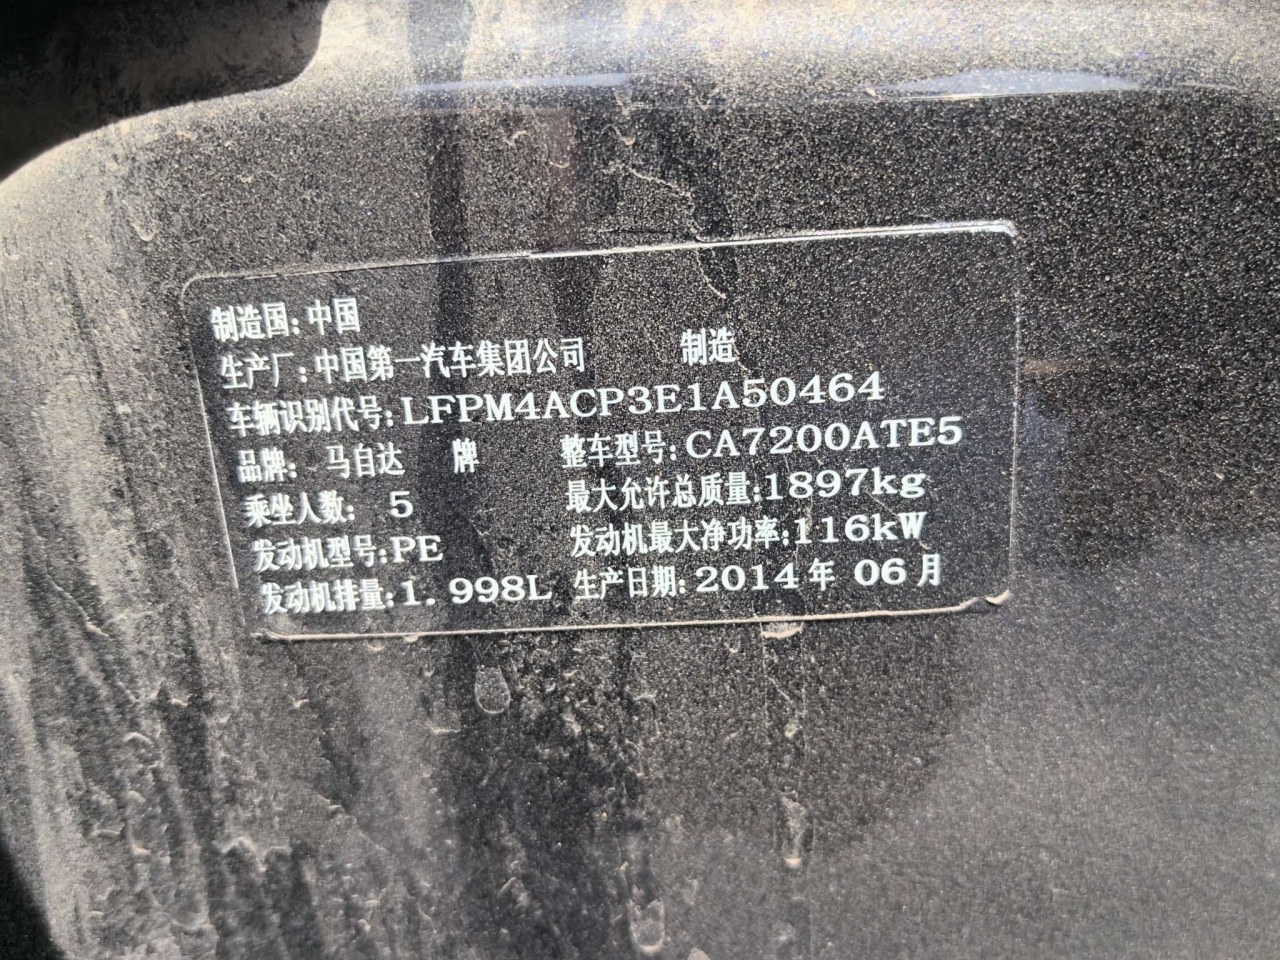 制造国:中国
生产厂:中国第一汽车集团公司 制造
车辆识别代号:LFPM4ACP3E1A50464
品牌: 马自达 牌 整车型号:CA7200ATE5
乘坐人数: 5 最大允许总质量:1897kg
发动机型号:PE 发动机最大净功率:116kW
发动机排量:1.998L 生产日期:2014年 06月